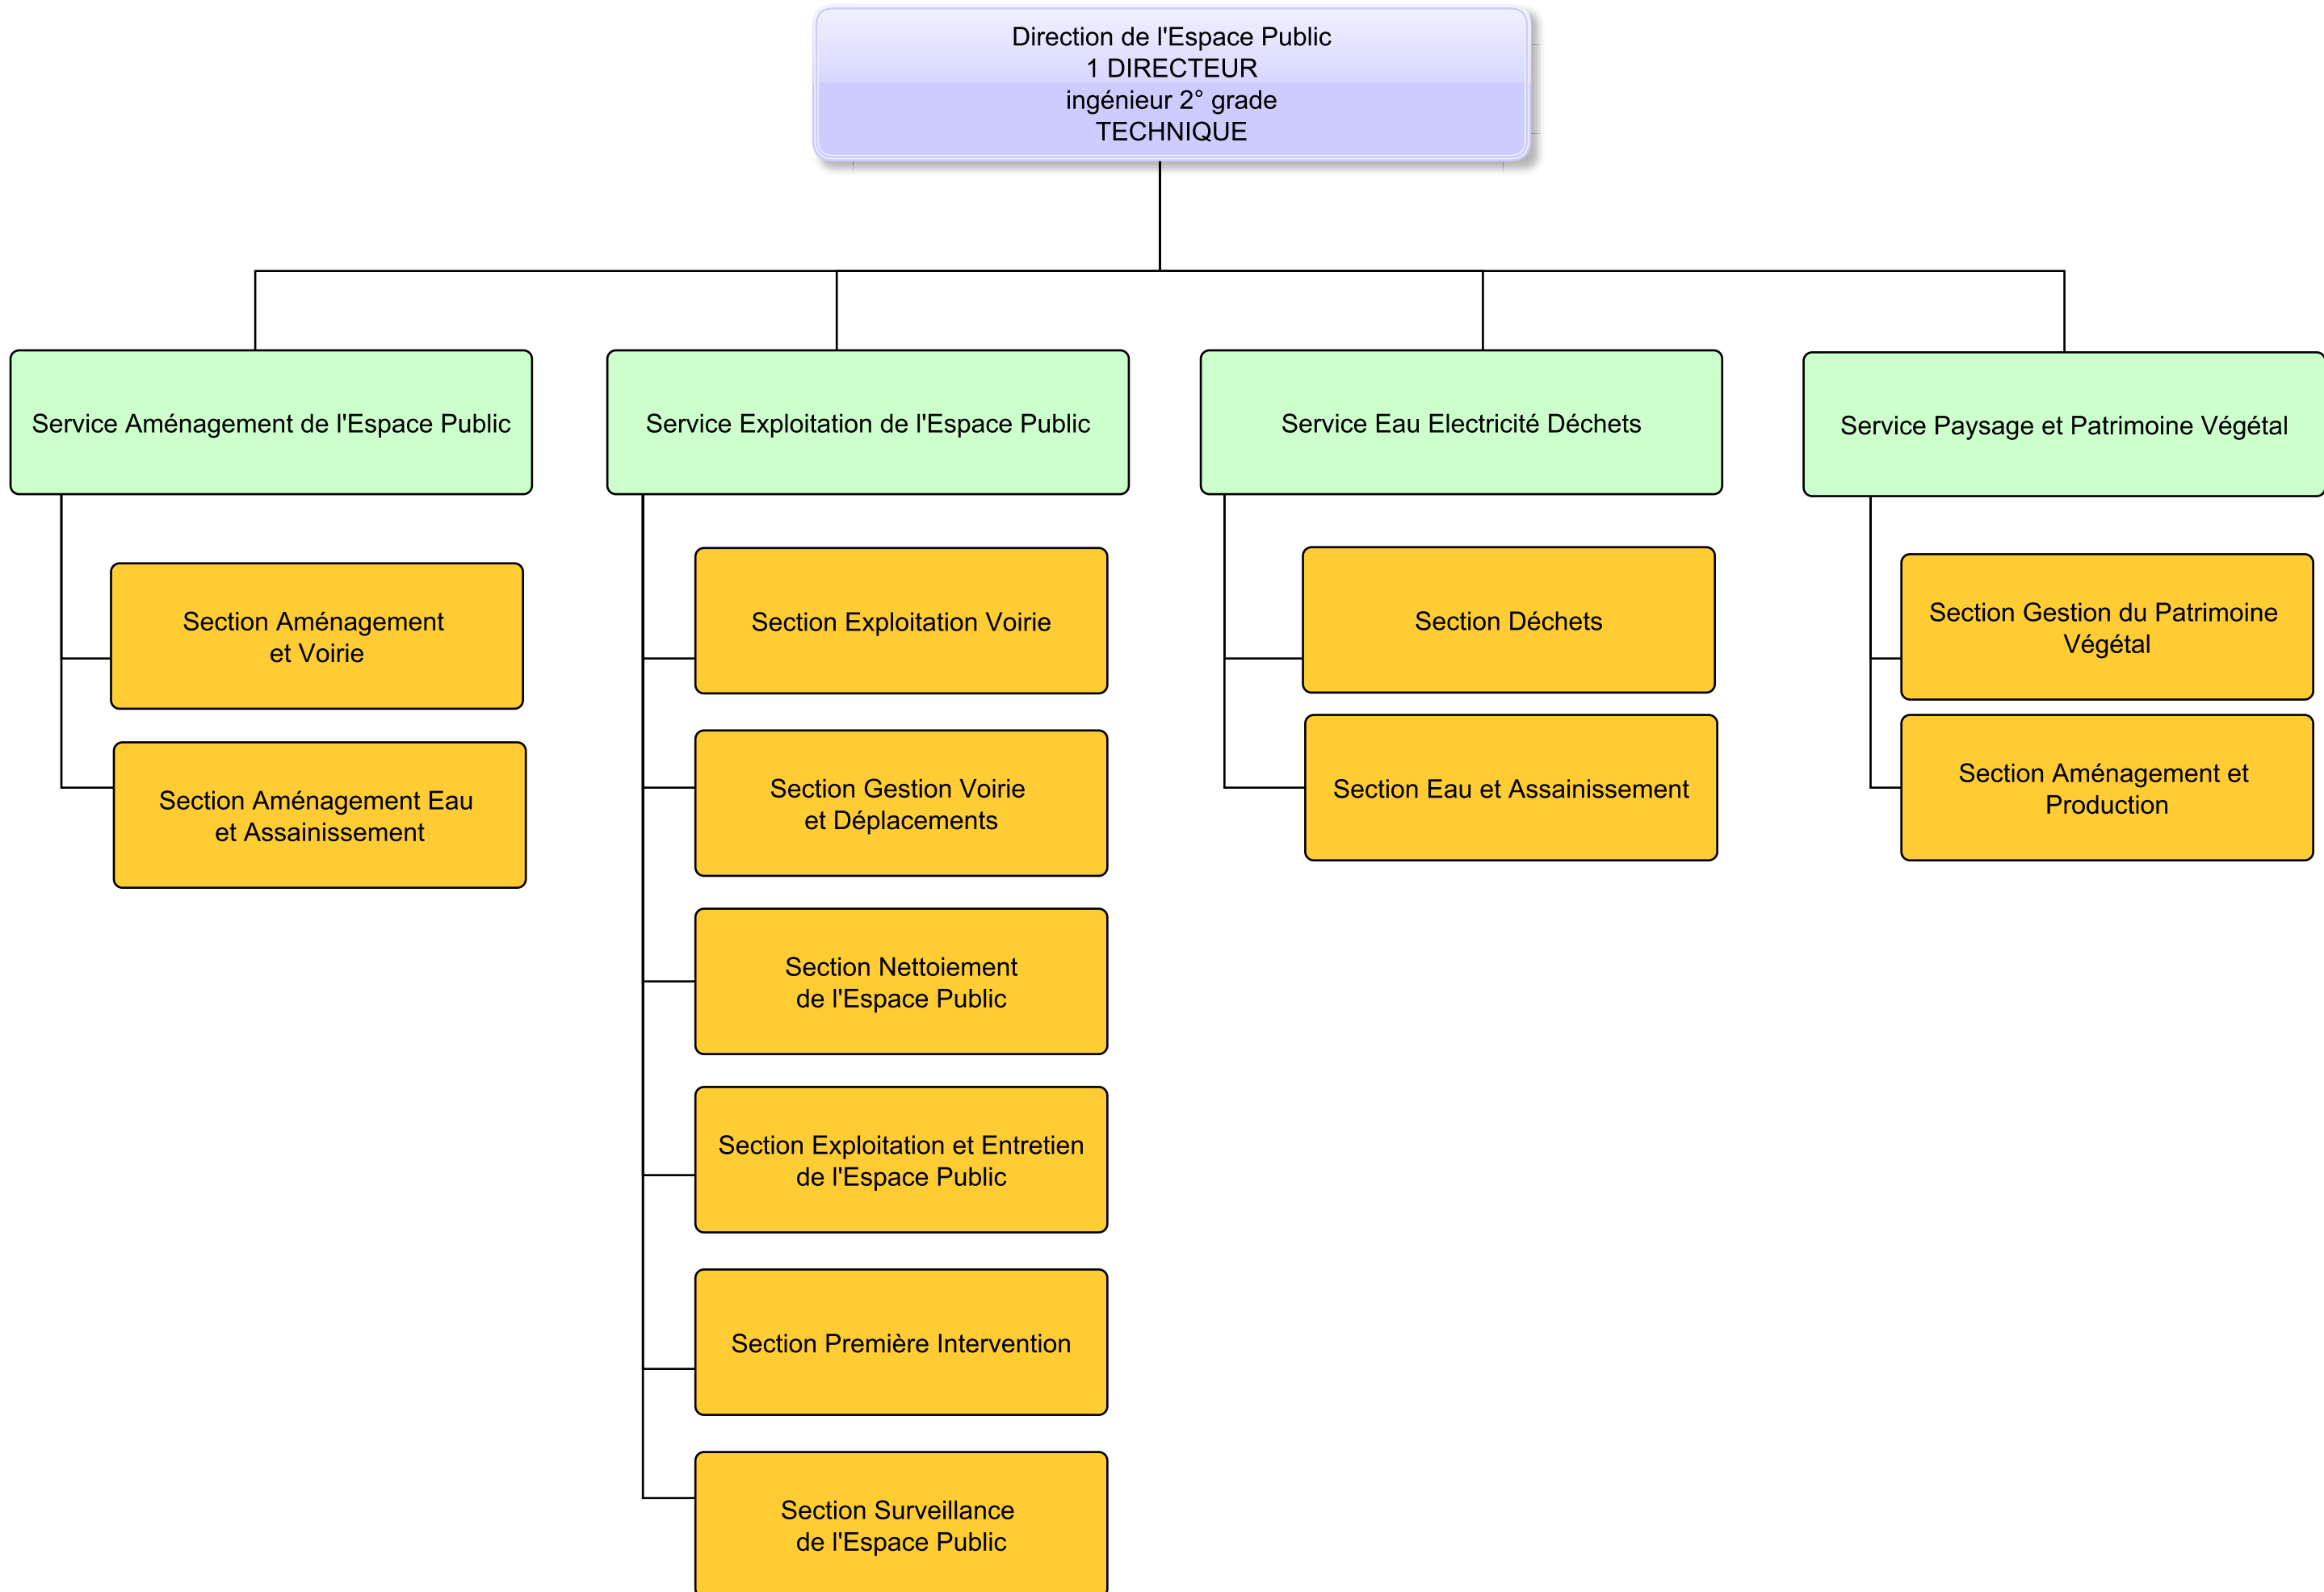 Direction de l'Espace Public
1 DIRECTEUR
ingénieur 2° grade
TECHNIQUE
Service Aménagement de l'Espace Public
Service Exploitation de l'Espace Public
Service Eau Electricité Déchets
Service Paysage et Patrimoine Végétal
Section Aménagement
et Voirie
Section Aménagement Eau
et Assainissement
Section Exploitation Voirie
Section Gestion Voirie
et Déplacements
Section Nettoiement
de l'Espace Public
Section Exploitation et Entretien
de l'Espace Public
Section Première Intervention
Section Surveillance
de l'Espace Public
Section Déchets
Section Eau et Assainissement
Section Gestion du Patrimoine
Végétal
Section Aménagement et
Production